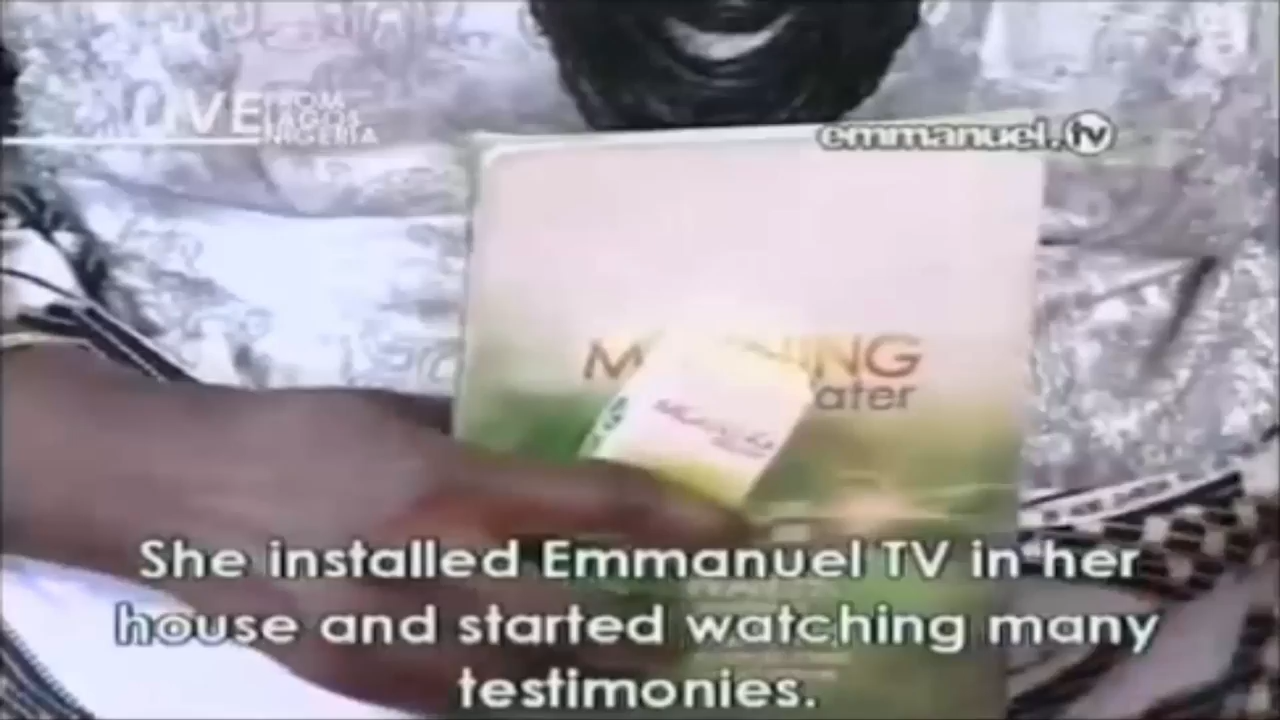 LIVE FROM
LAGOS
NIGERIA
emmanuel.tv
ater
She installed Emmanuel TV in her
house and started watching many
testimonies.